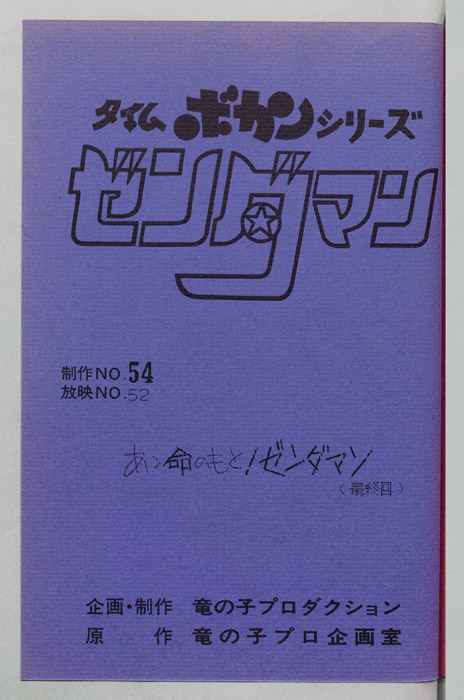 タイムボカンシリーズ
ゼンダマン
制作NO.54
放映NO.52
あゝ命のもと!ゼンダマン
(最終回)
企画・制作 竜の子プロダクション
原 作 竜の子プロ企画室